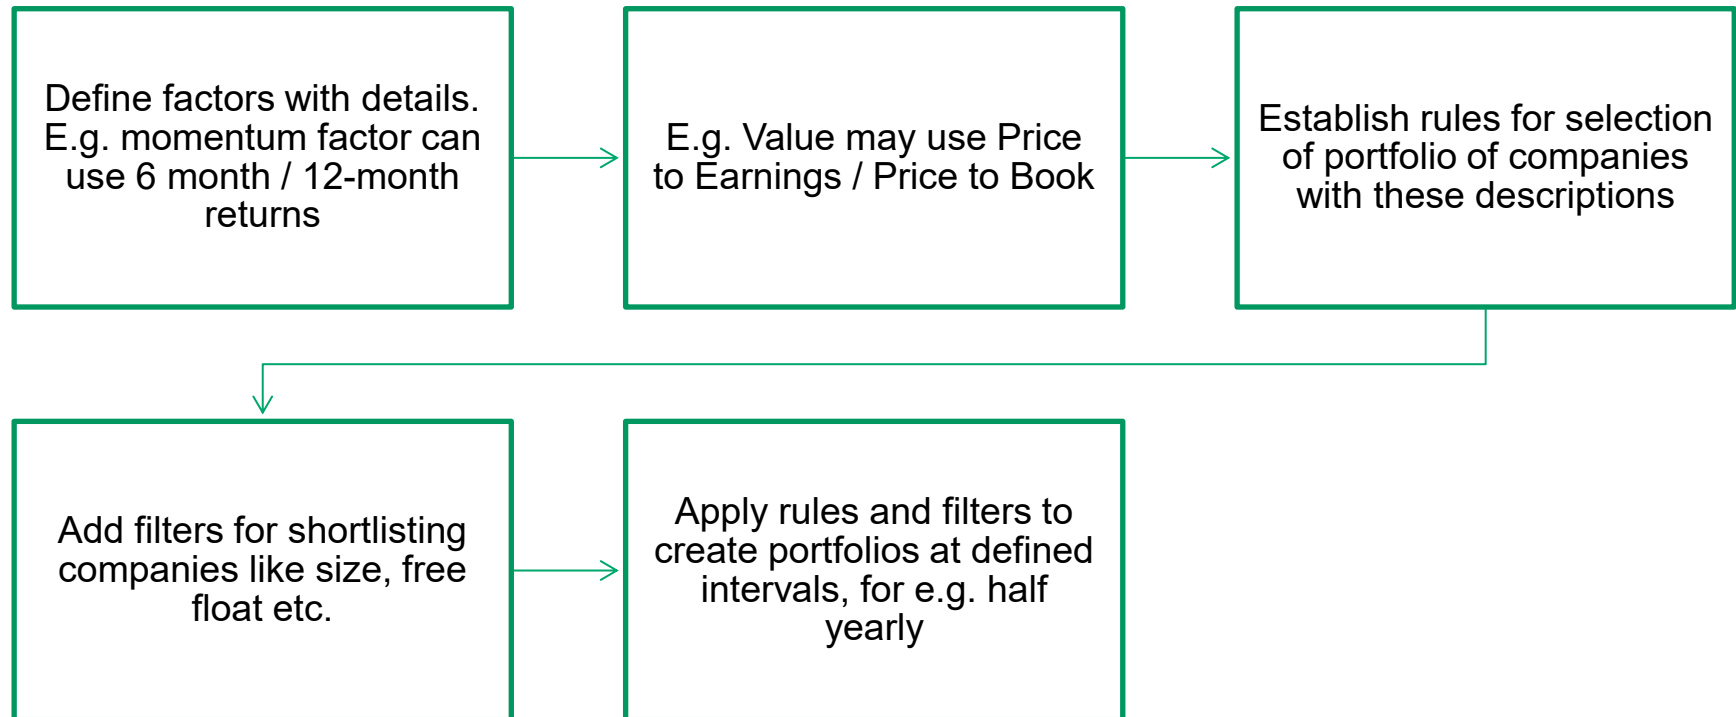 Define factors with details.
E.g. momentum factor can
use 6 month / 12-month
returns
E.g. Value may use Price
to Earnings / Price to Book
Establish rules for selection
of portfolio of companies
with these descriptions
Add filters for shortlisting
companies like size, free
float etc.
Apply rules and filters to
create portfolios at defined
intervals, for e.g. half
yearly